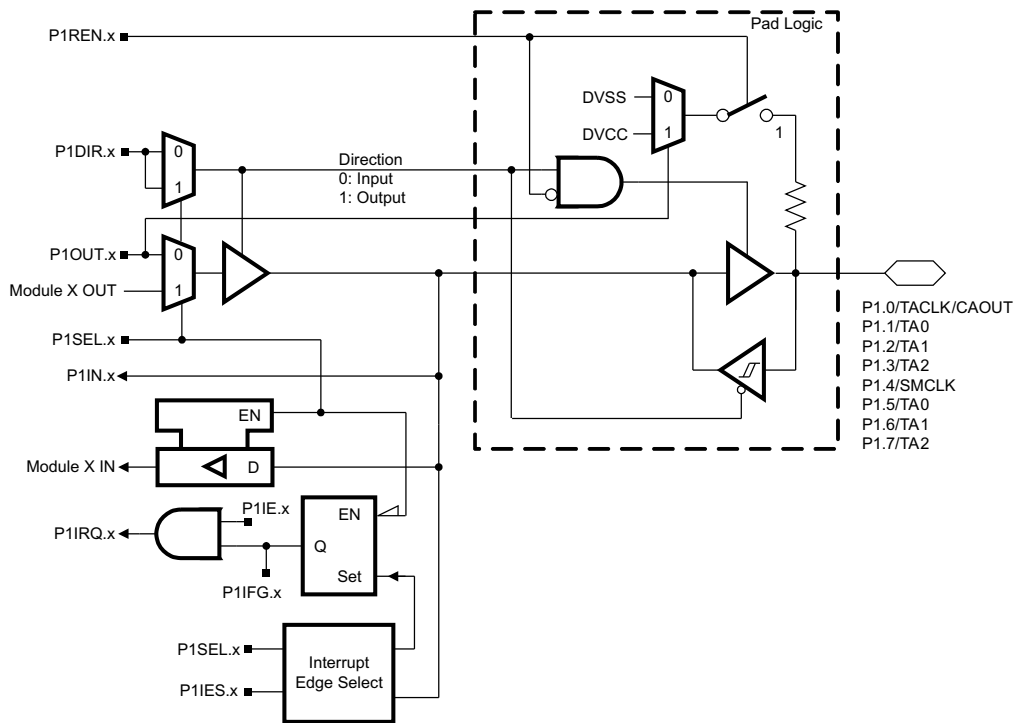 Pad Logic
P1REN.x
DVSS
0
DVCC
1
1
P1DIR.x
0
1
Direction
0: Input
1: Output
P1OUT.x
0
Module X OUT
1
P1SEL.x
P1IN.x
EN
Module X IN
D
P1IE.x
P1IRQ.x
EN
Q
Set
P1IFG.x
P1SEL.x
P1IES.x
Interrupt
Edge Select
P1.0/TACLK/CAOUT
P1.1/TA0
P1.2/TA1
P1.3/TA2
P1.4/SMCLK
P1.5/TA0
P1.6/TA1
P1.7/TA2